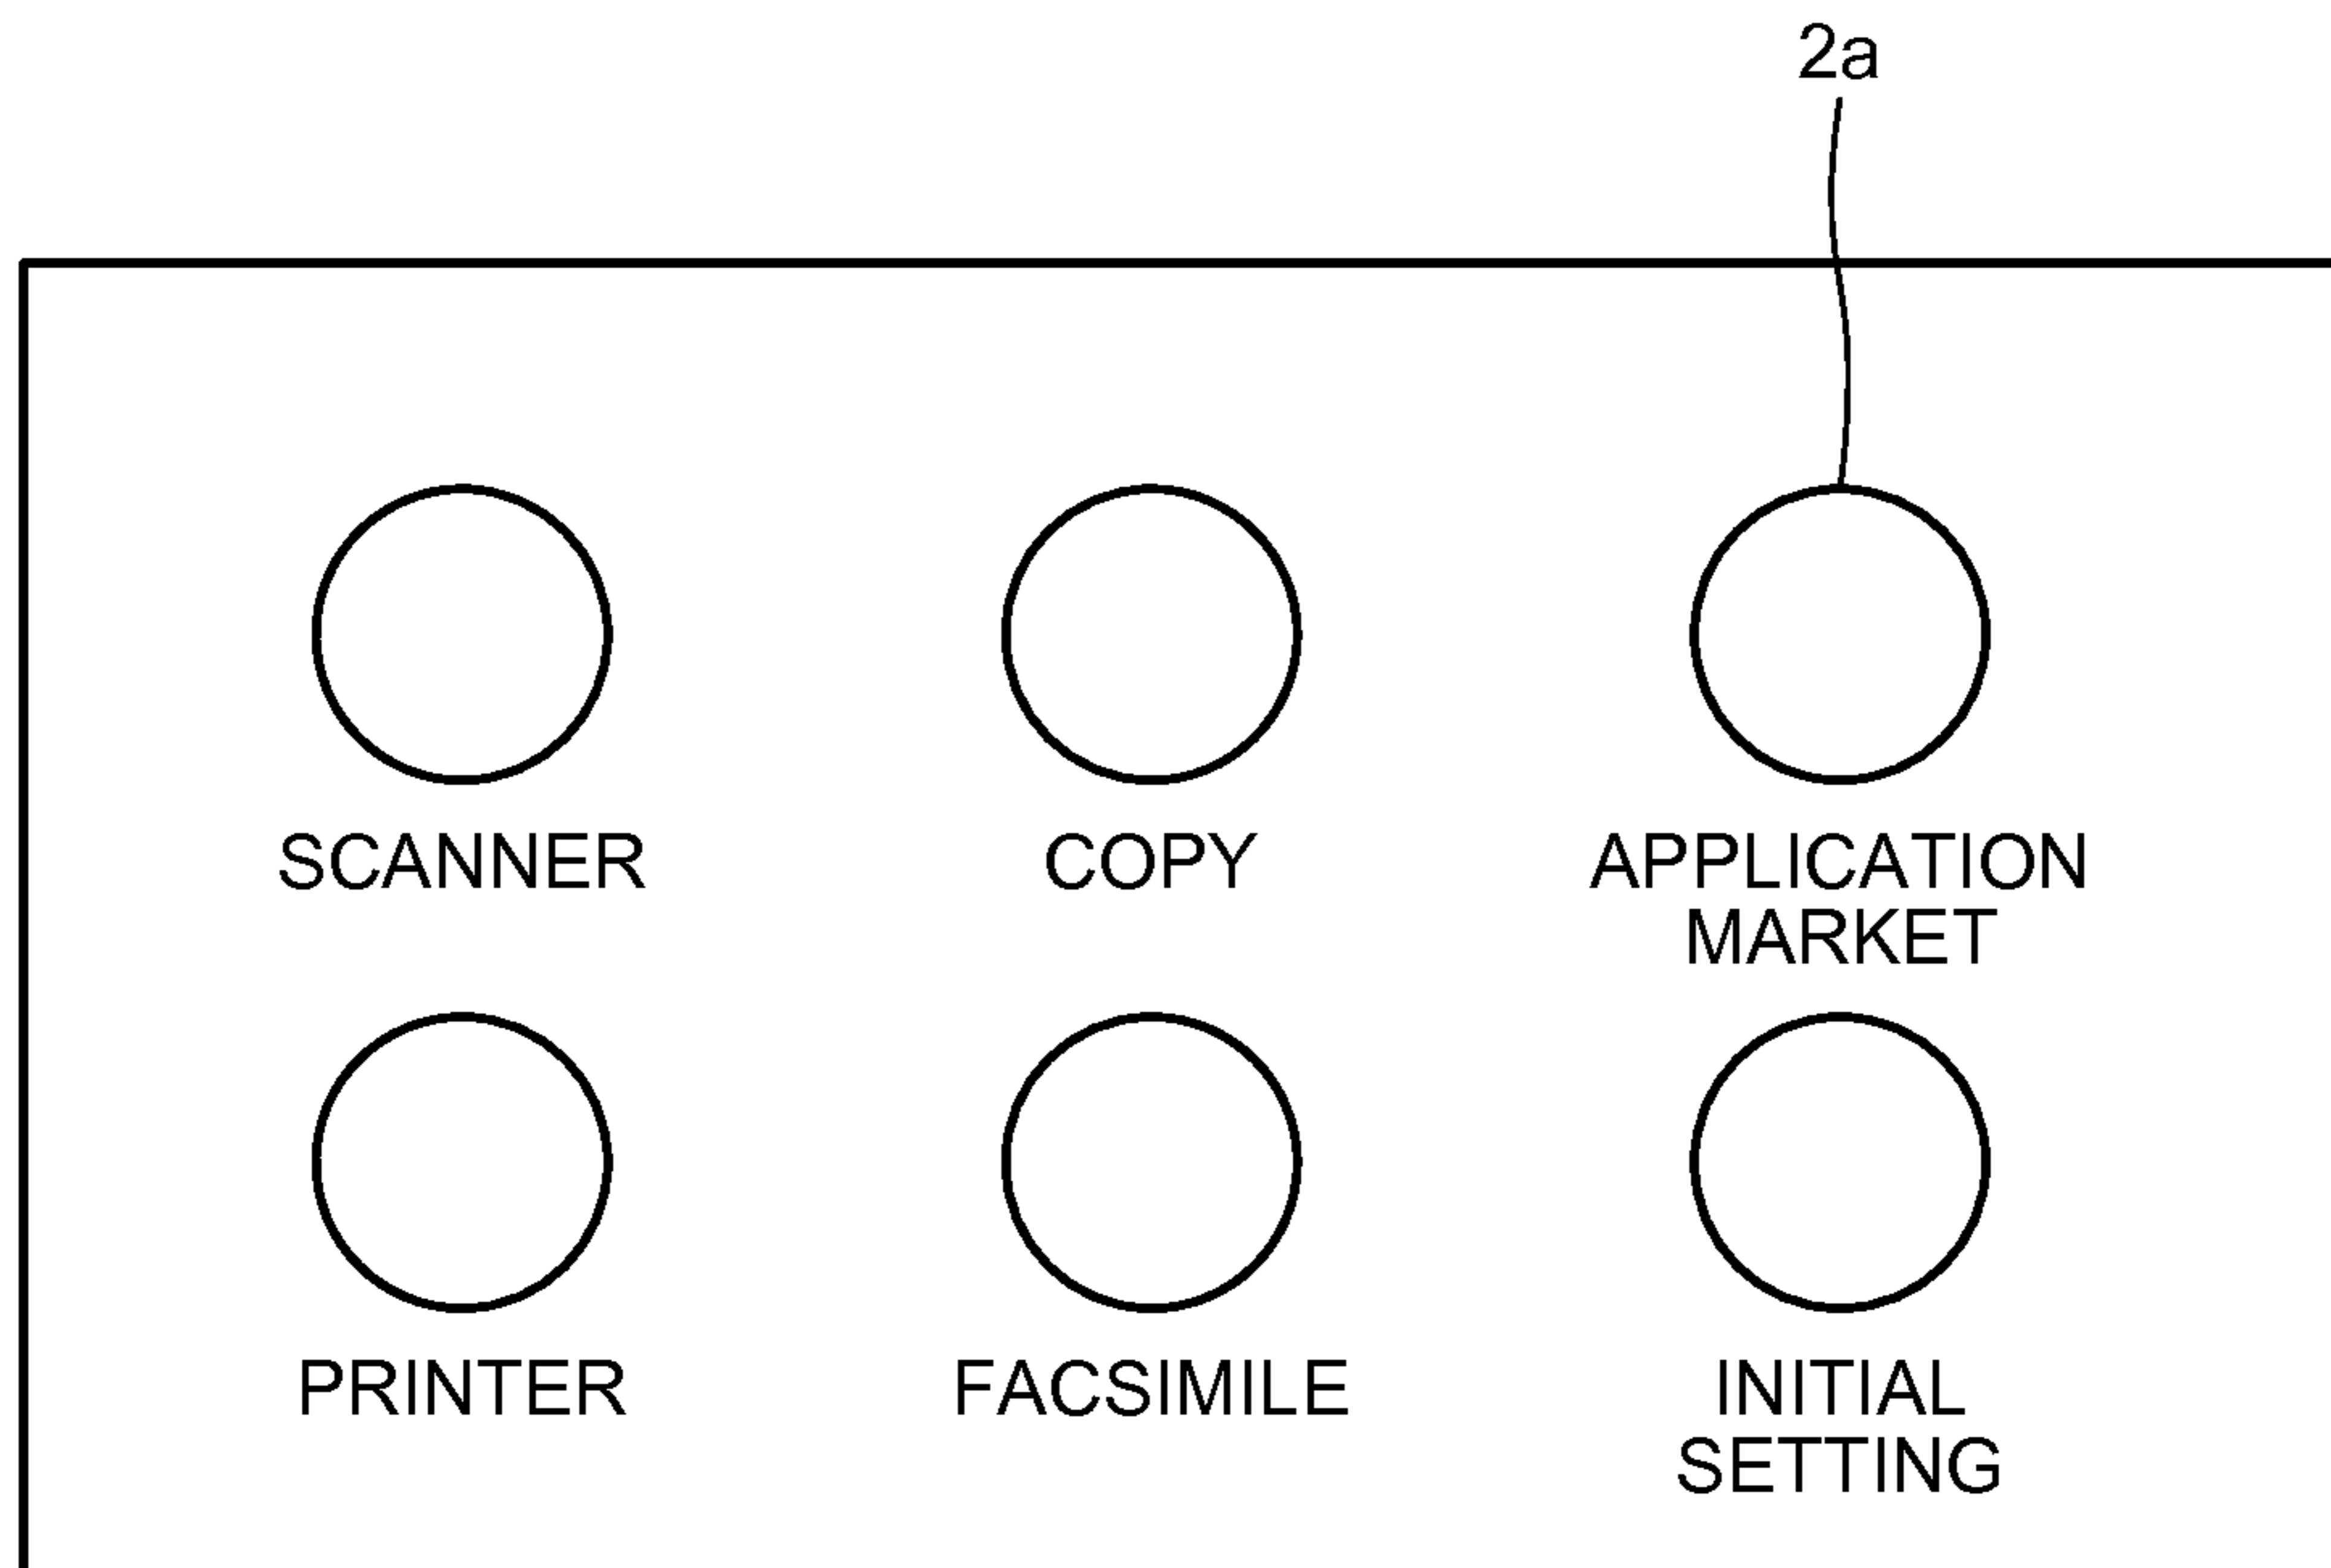 2a
SCANNER
COPY
APPLICATION
MARKET
PRINTER
FACSIMILE
INITIAL
SETTING